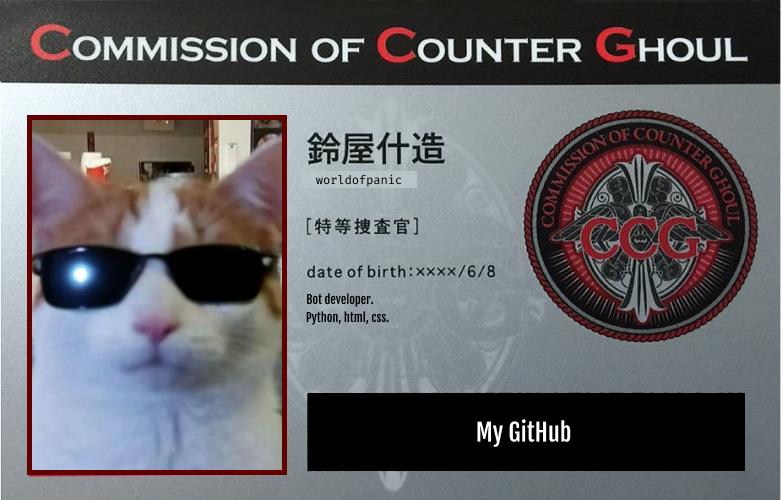 COMMISSION OF COUNTER GHOUL
鈴屋什造
worldofpanic
[特等捜査官]
date of birth:××××/6/8
Bot developer.
Python, html, css.
COMMISSION OF COUNTER GHOUL
CCG
My GitHub